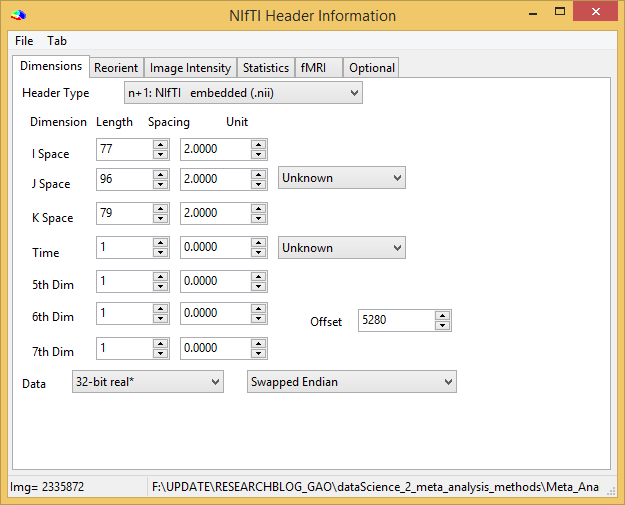 NIfTI Header Information
File Tab
Dimensions Reorient Image Intensity Statistics fMRI Optional
Header Type n+1: NIfTI embedded (.nii)
Dimension Length Spacing Unit
I Space 77 2.0000
J Space 96 2.0000 Unknown
K Space 79 2.0000
Time 1 0.0000 Unknown
5th Dim 1 0.0000
6th Dim 1 0.0000 Offset 5280
7th Dim 1 0.0000
Data 32-bit real* Swapped Endian
Img= 2335872 F:\UPDATE\RESEARCHBLOG_GAO\dataScience_2_meta_analysis_methods\Meta_Ana